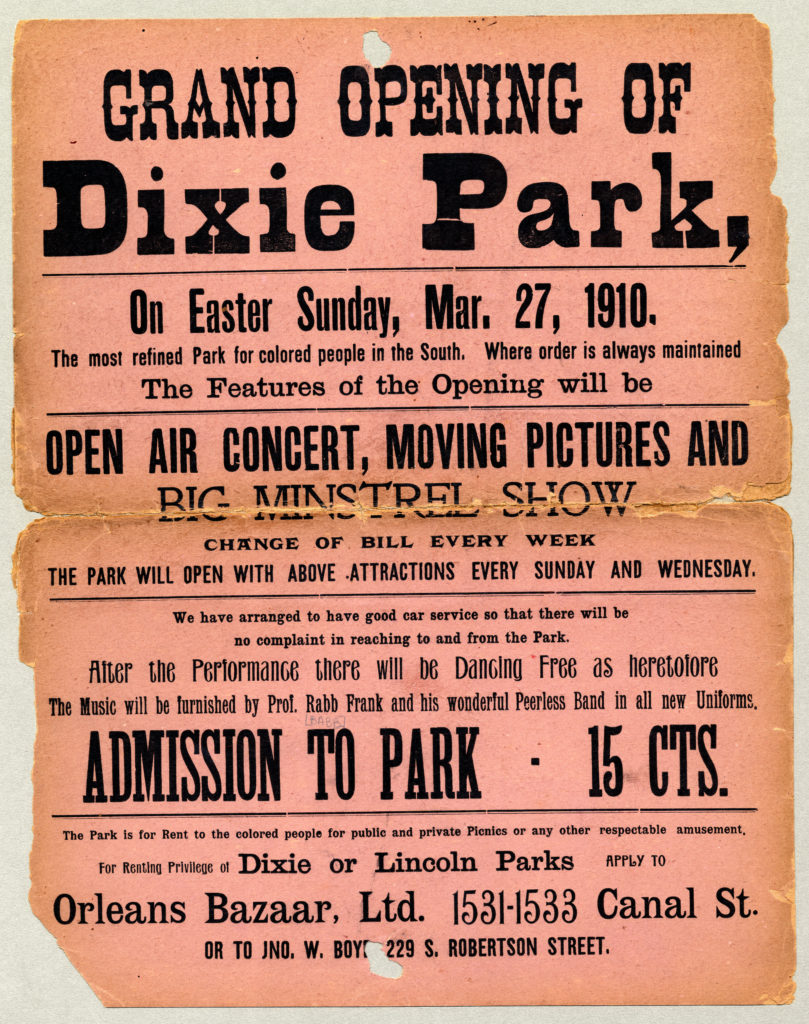 GRAND OPENING OF
Dixie Park,
On Easter Sunday, Mar. 27, 1910.
The most refined Park for colored people in the South. Where order is always maintained
The Features of the Opening will be
OPEN AIR CONCERT, MOVING PICTURES AND
BIG MINSTREL SHOW
CHANGE OF BILL EVERY WEEK
THE PARK WILL OPEN WITH ABOVE ATTRACTIONS EVERY SUNDAY AND WEDNESDAY.
We have arranged to have good car service so that there will be
no complaint in reaching to and from the Park.
After the Performance there will be Dancing Free as heretofore
The Music will be furnished by Prof. Rabb Frank and his wonderful Peerless Band in all new Uniforms.
[BABB]
ADMISSION TO PARK - 15 CTS.
The Park is for Rent to the colored people for public and private Picnics or any other respectable amusement.
For Renting Privilege of Dixie or Lincoln Parks APPLY TO
Orleans Bazaar, Ltd. 1531-1533 Canal St.
OR TO JNO. W. 229 S. ROBERTSON STREET.